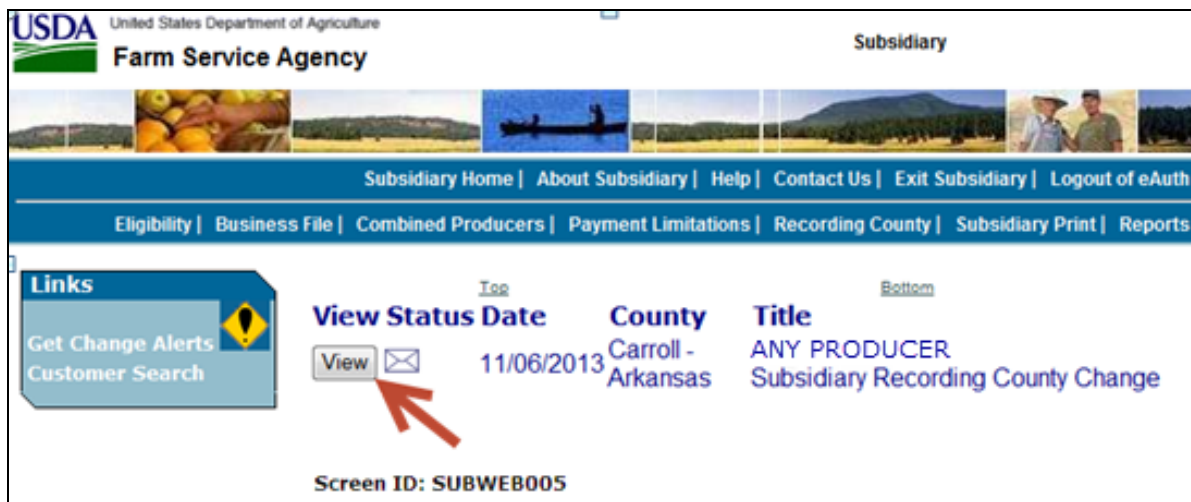 USDA United States Department of Agriculture
Farm Service Agency
Subsidiary
Subsidiary Home | About Subsidiary | Help | Contact Us | Exit Subsidiary | Logout of eAuth
Eligibility | Business File | Combined Producers | Payment Limitations | Recording County | Subsidiary Print | Reports
Links
Get Change Alerts
Customer Search
Top Bottom
View Status Date County Title
View 11/06/2013 Carroll - Arkansas ANY PRODUCER
Subsidiary Recording County Change
Screen ID: SUBWEB005